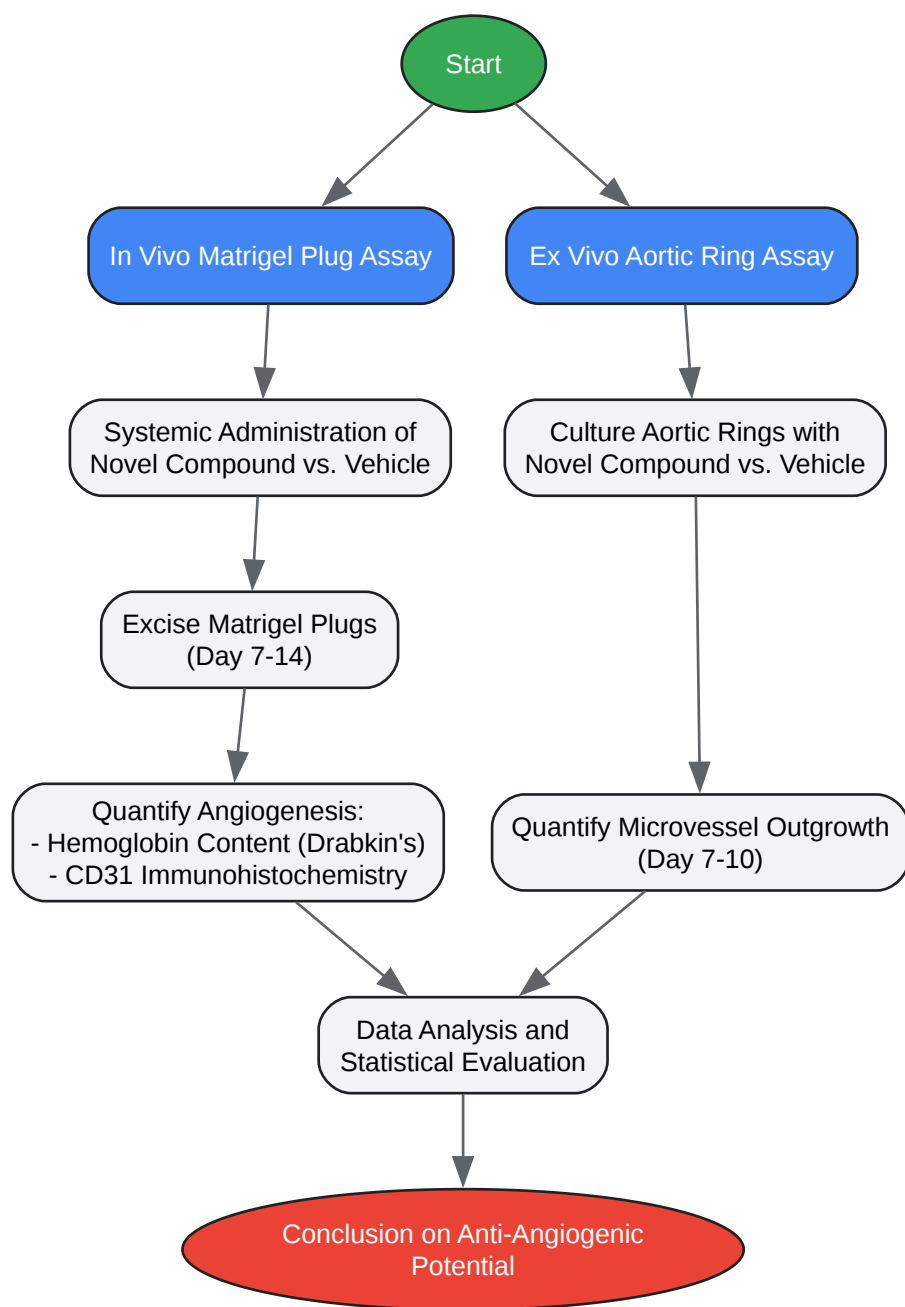 Start
In Vivo Matrigel Plug Assay
Ex Vivo Aortic Ring Assay
Systemic Administration of
Novel Compound vs. Vehicle
Culture Aortic Rings with
Novel Compound vs. Vehicle
Excise Matrigel Plugs
(Day 7-14)
Quantify Angiogenesis:
- Hemoglobin Content (Drabkin's)
- CD31 Immunohistochemistry
Quantify Microvessel Outgrowth
(Day 7-10)
Data Analysis and
Statistical Evaluation
Conclusion on Anti-Angiogenic
Potential